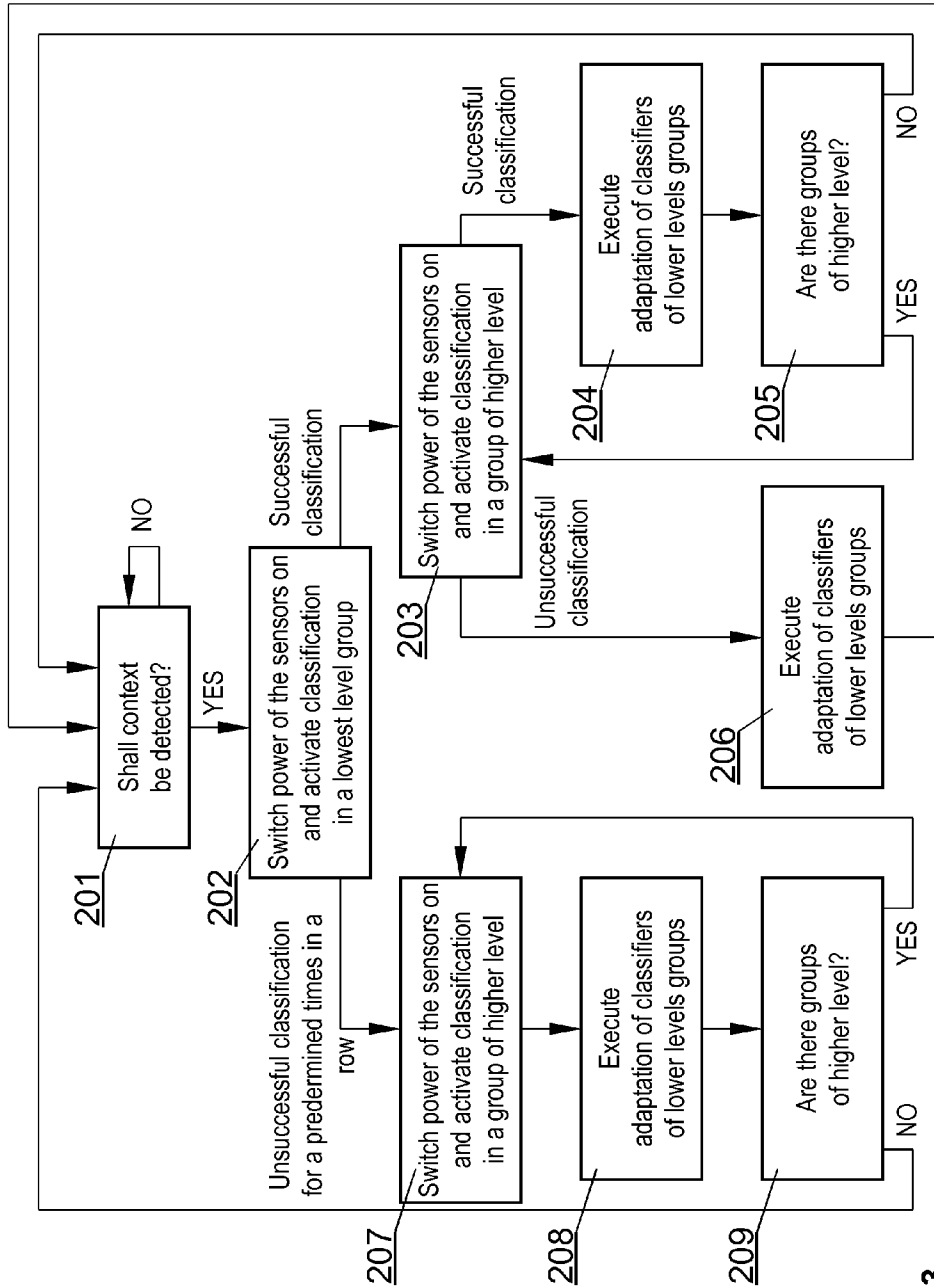 201
Shall context
be detected?
NO
YES
202
Switch power of the sensors on
and activate classification
in a lowest level group
Unsuccessful classification
for a predermined times in a
row
Successful
classification
203
Switch power of the sensors on
and activate classification
in a group of higher level
Successful
classification
Unsuccessful
classification
204
Execute
adaptation of classifiers
of lower levels groups
205
Are there groups
of higher level?
YES
NO
206
Execute
adaptation of classifiers
of lower levels groups
207
Switch power of the sensors on
and activate classification
in a group of higher level
208
Execute
adaptation of classifiers
of lower levels groups
209
Are there groups
of higher level?
NO
YES
3